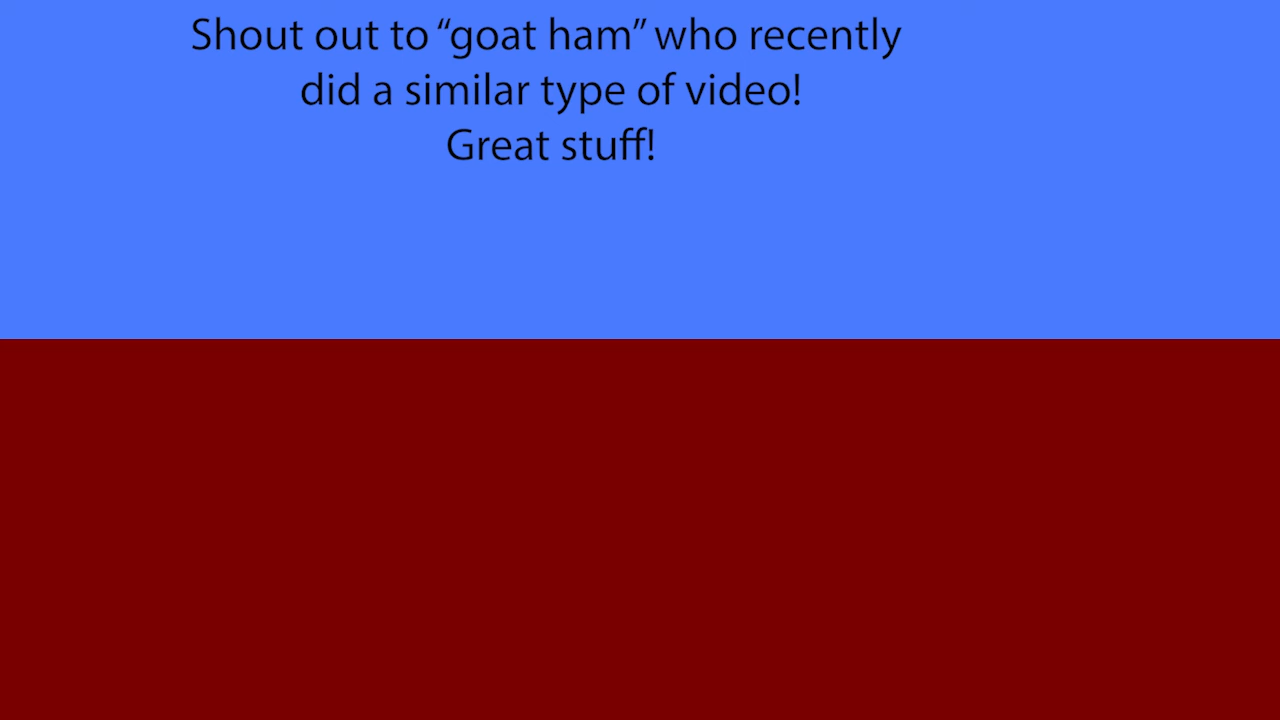 Shout out to “goat ham” who recently
did a similar type of video!
Great stuff!